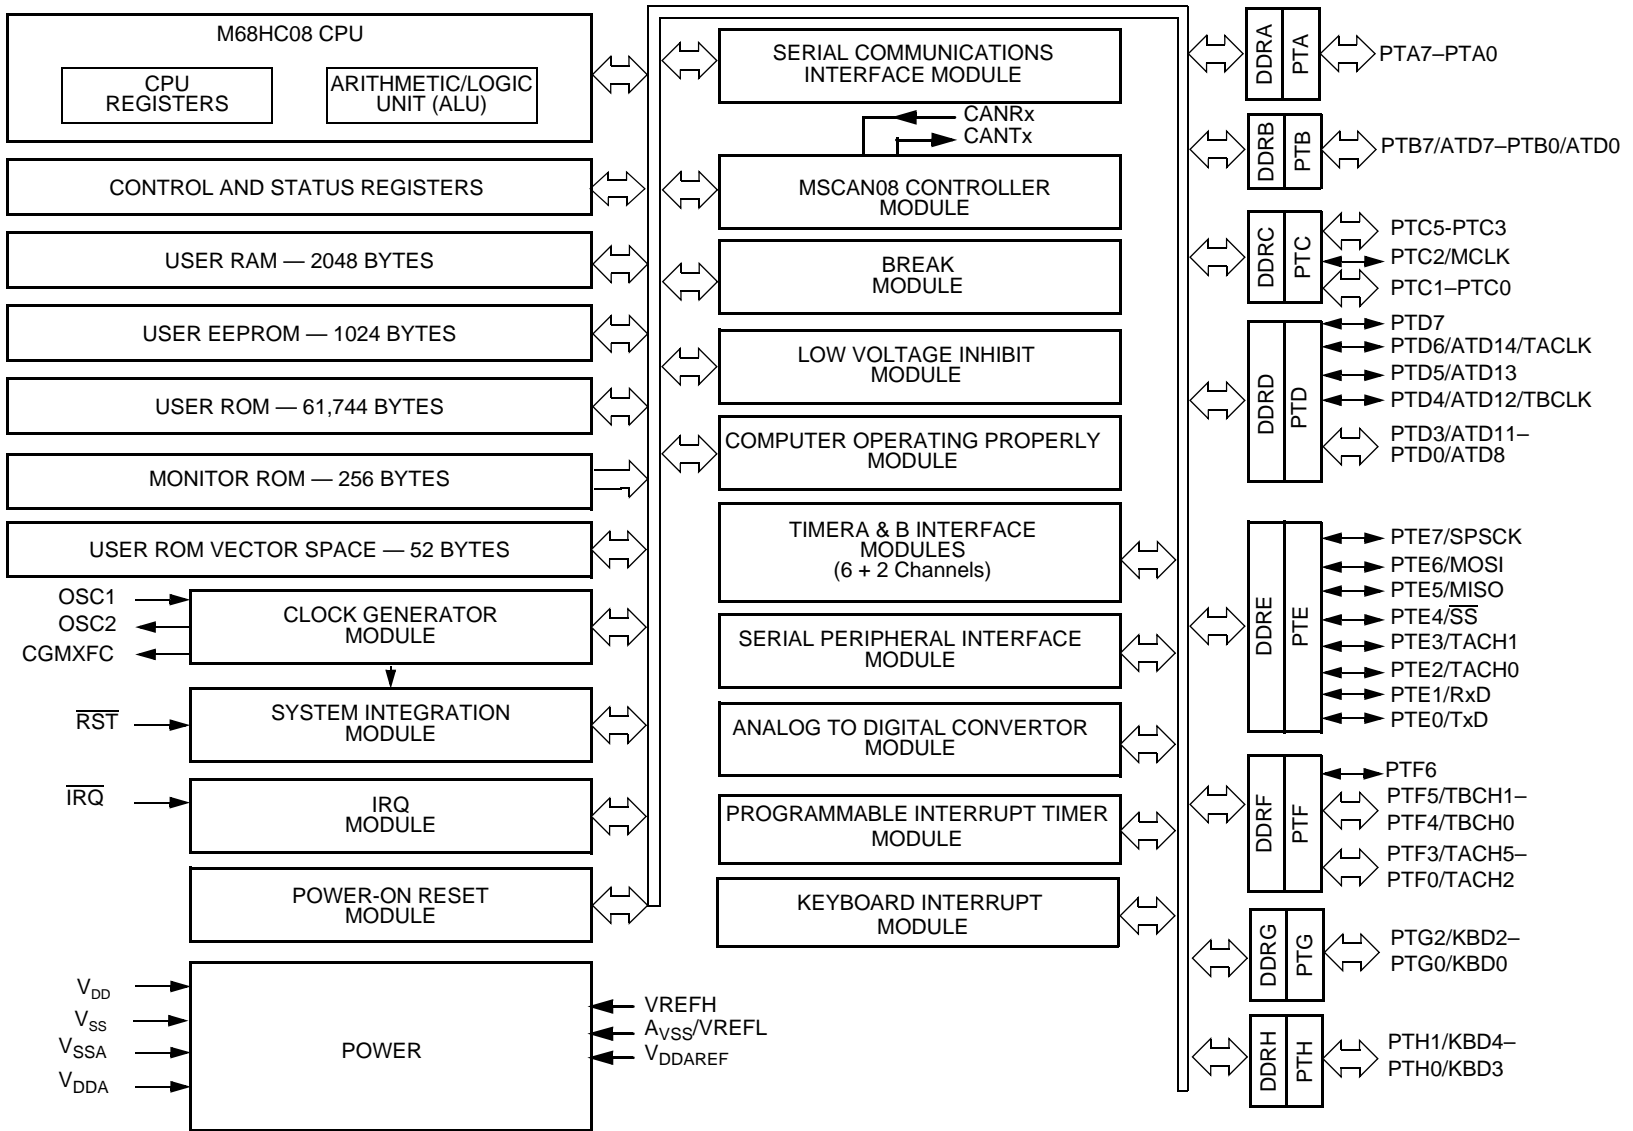 M68HC08 CPU
CPU
REGISTERS
ARITHMETIC/LOGIC
UNIT (ALU)
CONTROL AND STATUS REGISTERS
USER RAM — 2048 BYTES
USER EEPROM — 1024 BYTES
USER ROM — 61,744 BYTES
MONITOR ROM — 256 BYTES
USER ROM VECTOR SPACE — 52 BYTES
OSC1
OSC2
CGMXFC
CLOCK GENERATOR
MODULE
RST
SYSTEM INTEGRATION
MODULE
IRQ
IRQ
MODULE
POWER-ON RESET
MODULE
VDD
VSS
VSSA
VDDA
POWER
VREFH
AVSS/VREFL
VDDAREF
SERIAL COMMUNICATIONS
INTERFACE MODULE
CANRx
CANTx
MSCAN08 CONTROLLER
MODULE
BREAK
MODULE
LOW VOLTAGE INHIBIT
MODULE
COMPUTER OPERATING PROPERLY
MODULE
TIMERA & B INTERFACE
MODULES
(6 + 2 Channels)
SERIAL PERIPHERAL INTERFACE
MODULE
ANALOG TO DIGITAL CONVERTOR
MODULE
PROGRAMMABLE INTERRUPT TIMER
MODULE
KEYBOARD INTERRUPT
MODULE
DDRA
PTA
PTA7–PTA0
DDRB
PTB
PTB7/ATD7–PTB0/ATD0
DDRC
PTC
PTC5-PTC3
PTC2/MCLK
PTC1–PTC0
DDRD
PTD
PTD7
PTD6/ATD14/TACLK
PTD5/ATD13
PTD4/ATD12/TBCLK
PTD3/ATD11–
PTD0/ATD8
DDRE
PTE
PTE7/SPSCK
PTE6/MOSI
PTE5/MISO
PTE4/SS
PTE3/TACH1
PTE2/TACH0
PTE1/RxD
PTE0/TxD
DDRF
PTF
PTF6
PTF5/TBCH1–
PTF4/TBCH0
PTF3/TACH5–
PTF0/TACH2
DDRG
PTG
PTG2/KBD2–
PTG0/KBD0
DDRH
PTH
PTH1/KBD4–
PTH0/KBD3